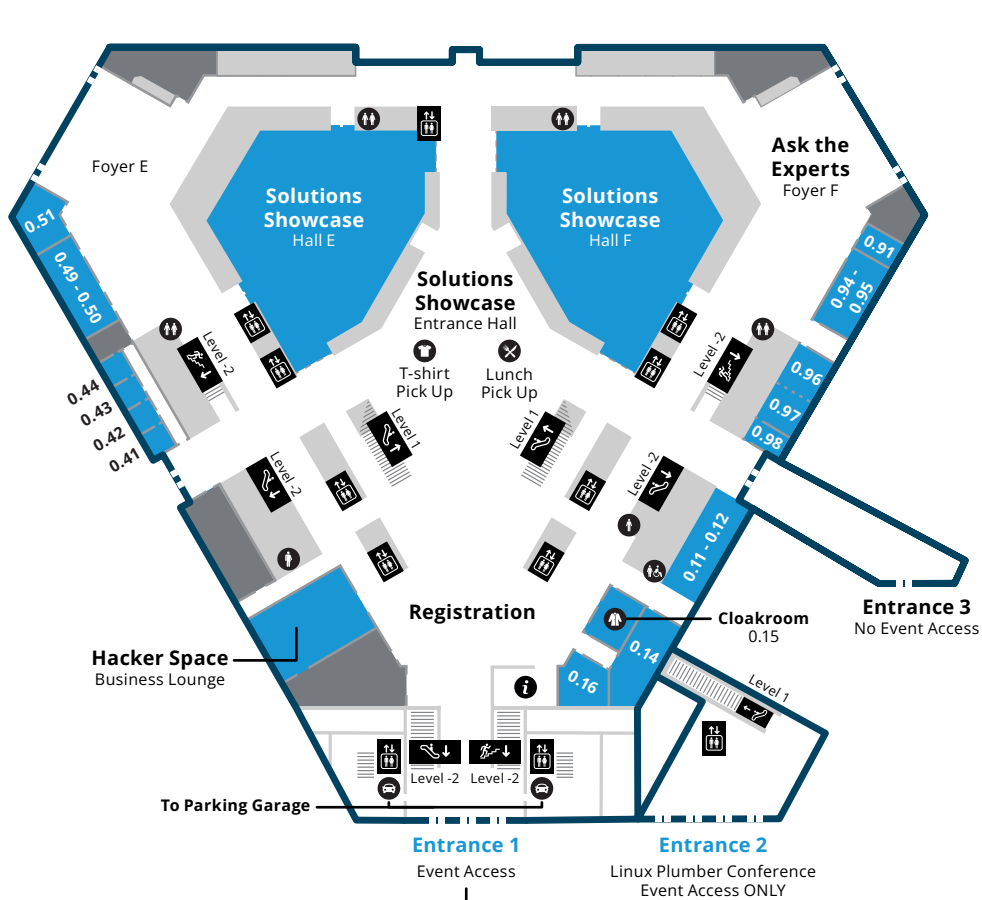 Foyer E
Ask the
Experts
Foyer F
Solutions
Showcase
Hall E
Solutions
Showcase
Hall F
0.51
0.49 - 0.50
0.91
0.94 -
0.95
Solutions
Showcase
Entrance Hall
T-shirt
Pick Up
Lunch
Pick Up
Level -2
Level -2
0.44
0.43
0.42
0.41
0.96
0.97
0.98
Level 1
Level 1
Level -2
Level -2
0.11 - 0.12
Registration
Cloakroom
0.15
Entrance 3
No Event Access
Hacker Space
Business Lounge
0.14
0.16
i
Level 1
Level -2
Level -2
To Parking Garage
Entrance 1
Event Access
Entrance 2
Linux Plumber Conference
Event Access ONLY